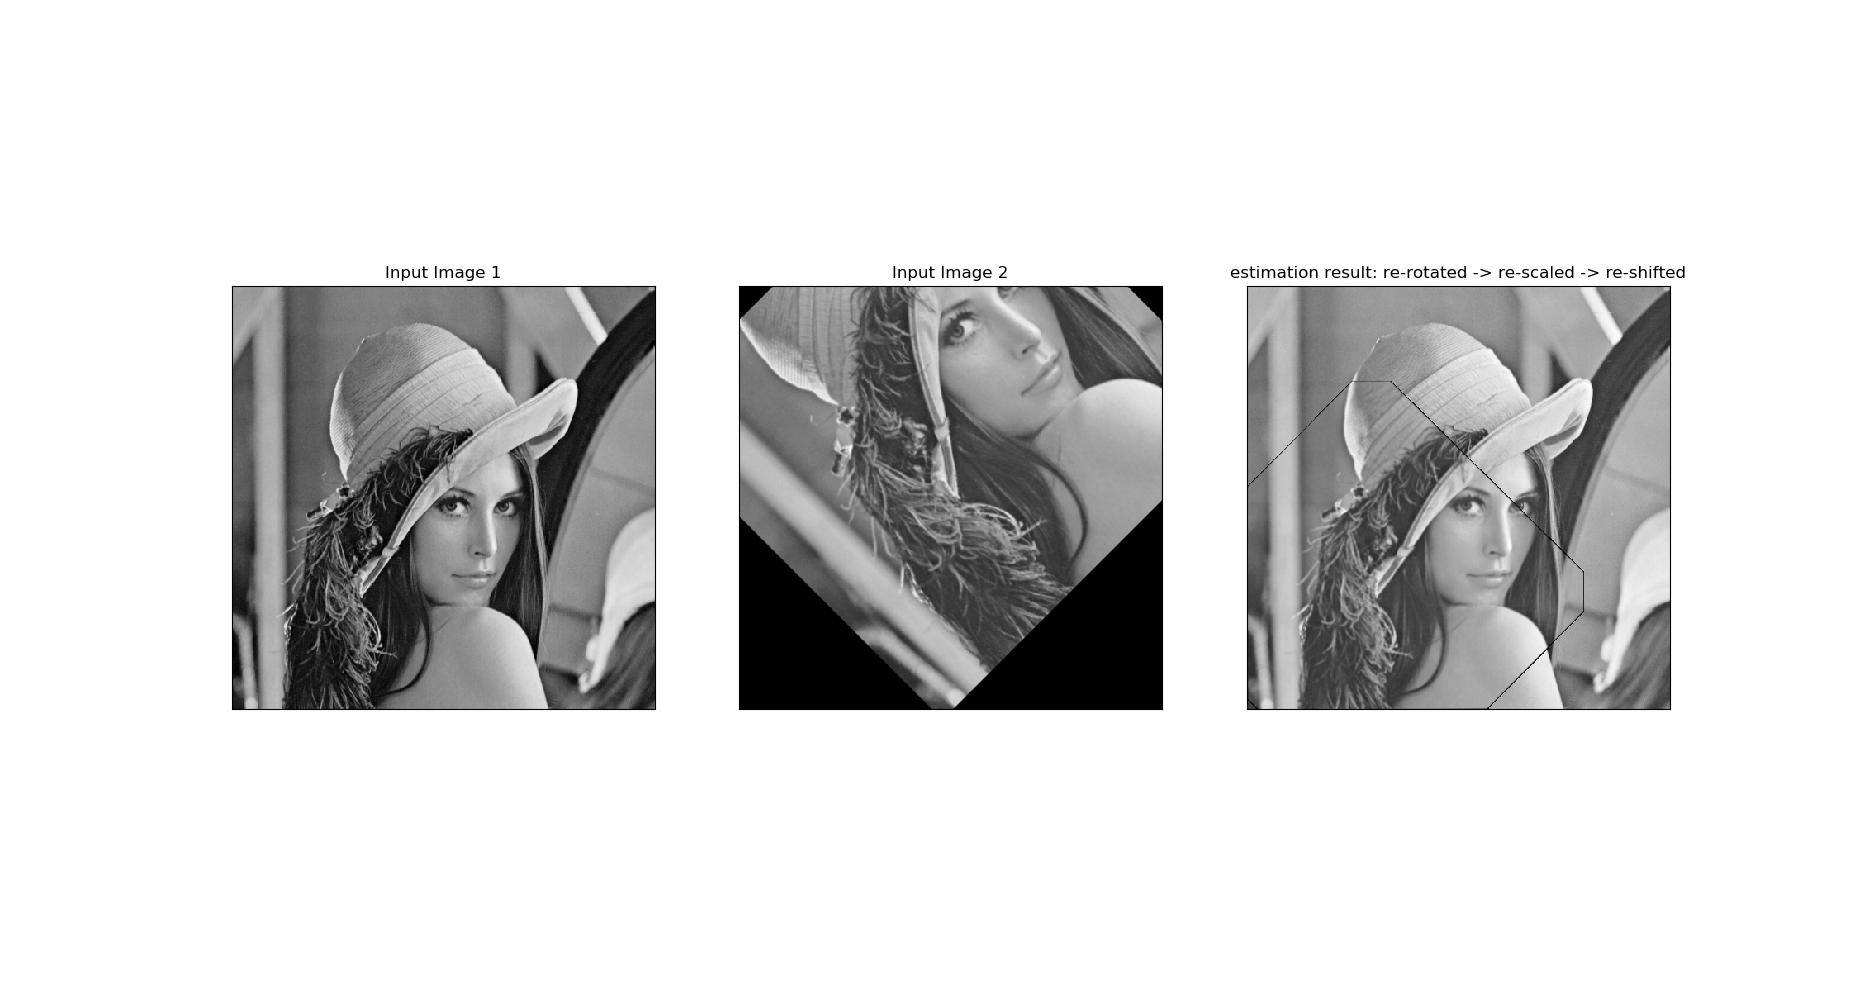 Input Image 1
Input Image 2
estimation result: re-rotated -> re-scaled -> re-shifted